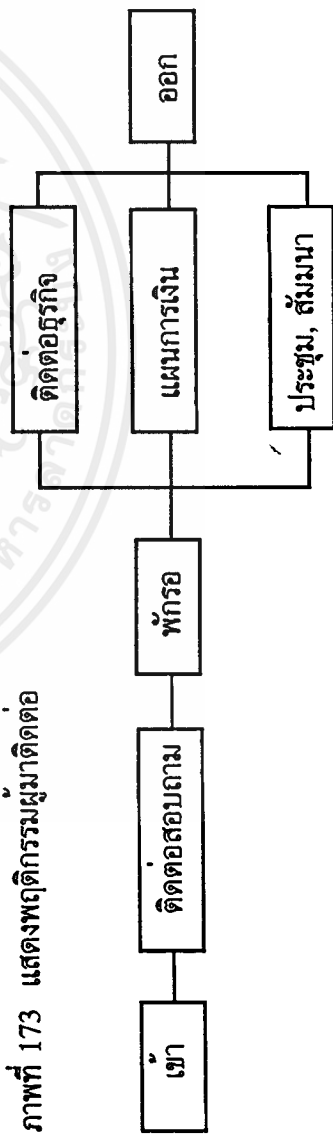 ภาพที่ 173 แสดงพฤติกรรมผู้มาติดต่อ
เข้า
ติดต่อสอบถาม
พักรอ
ติดต่อธุรกิจ
แผนการเงิน
ประชุม, สัมมนา
ออก